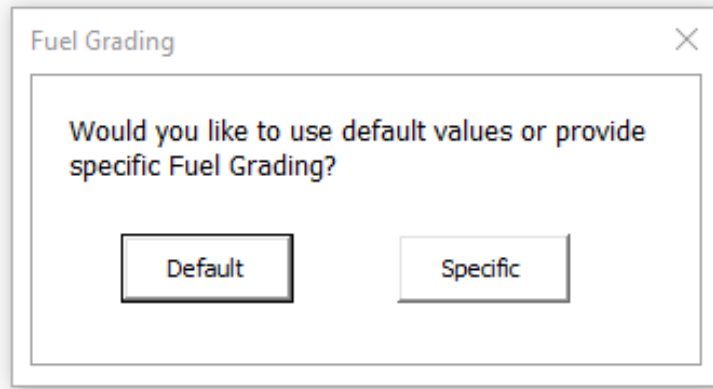 Fuel Grading
Would you like to use default values or provide
specific Fuel Grading?
Default
Specific